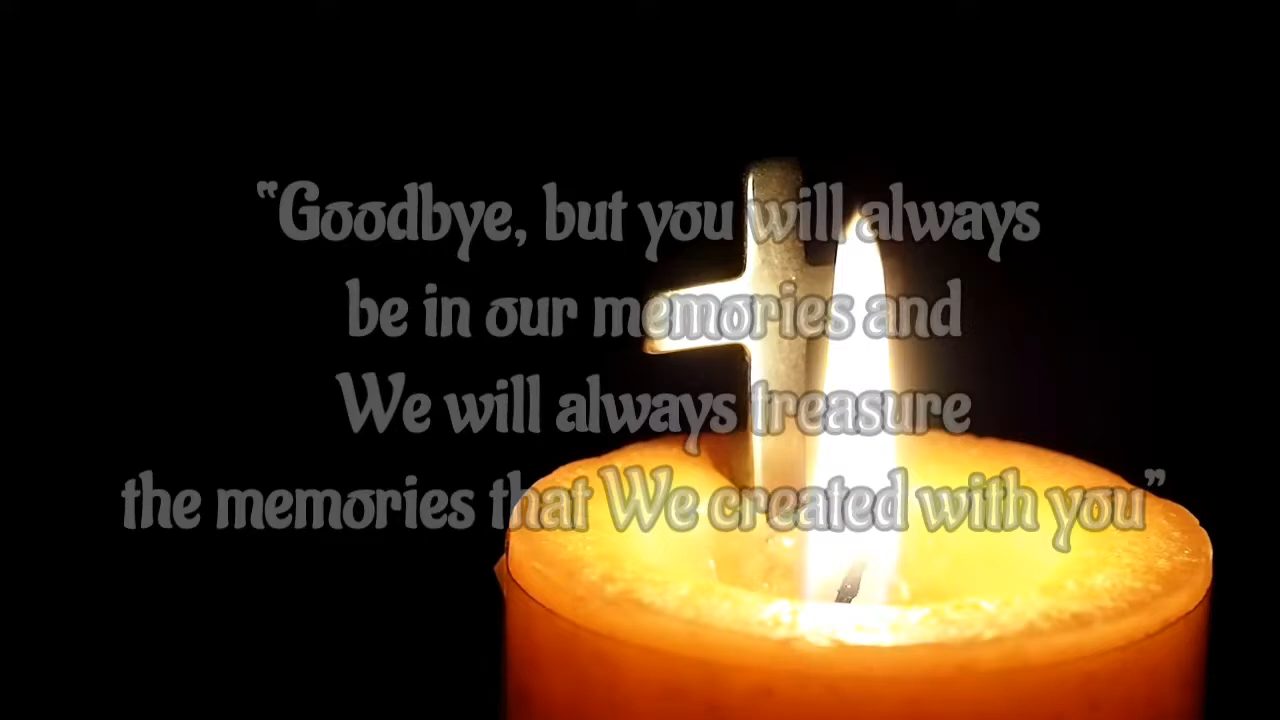 “Goodbye, but you will always
be in our memories and
We will always treasure
the memories that We created with you”